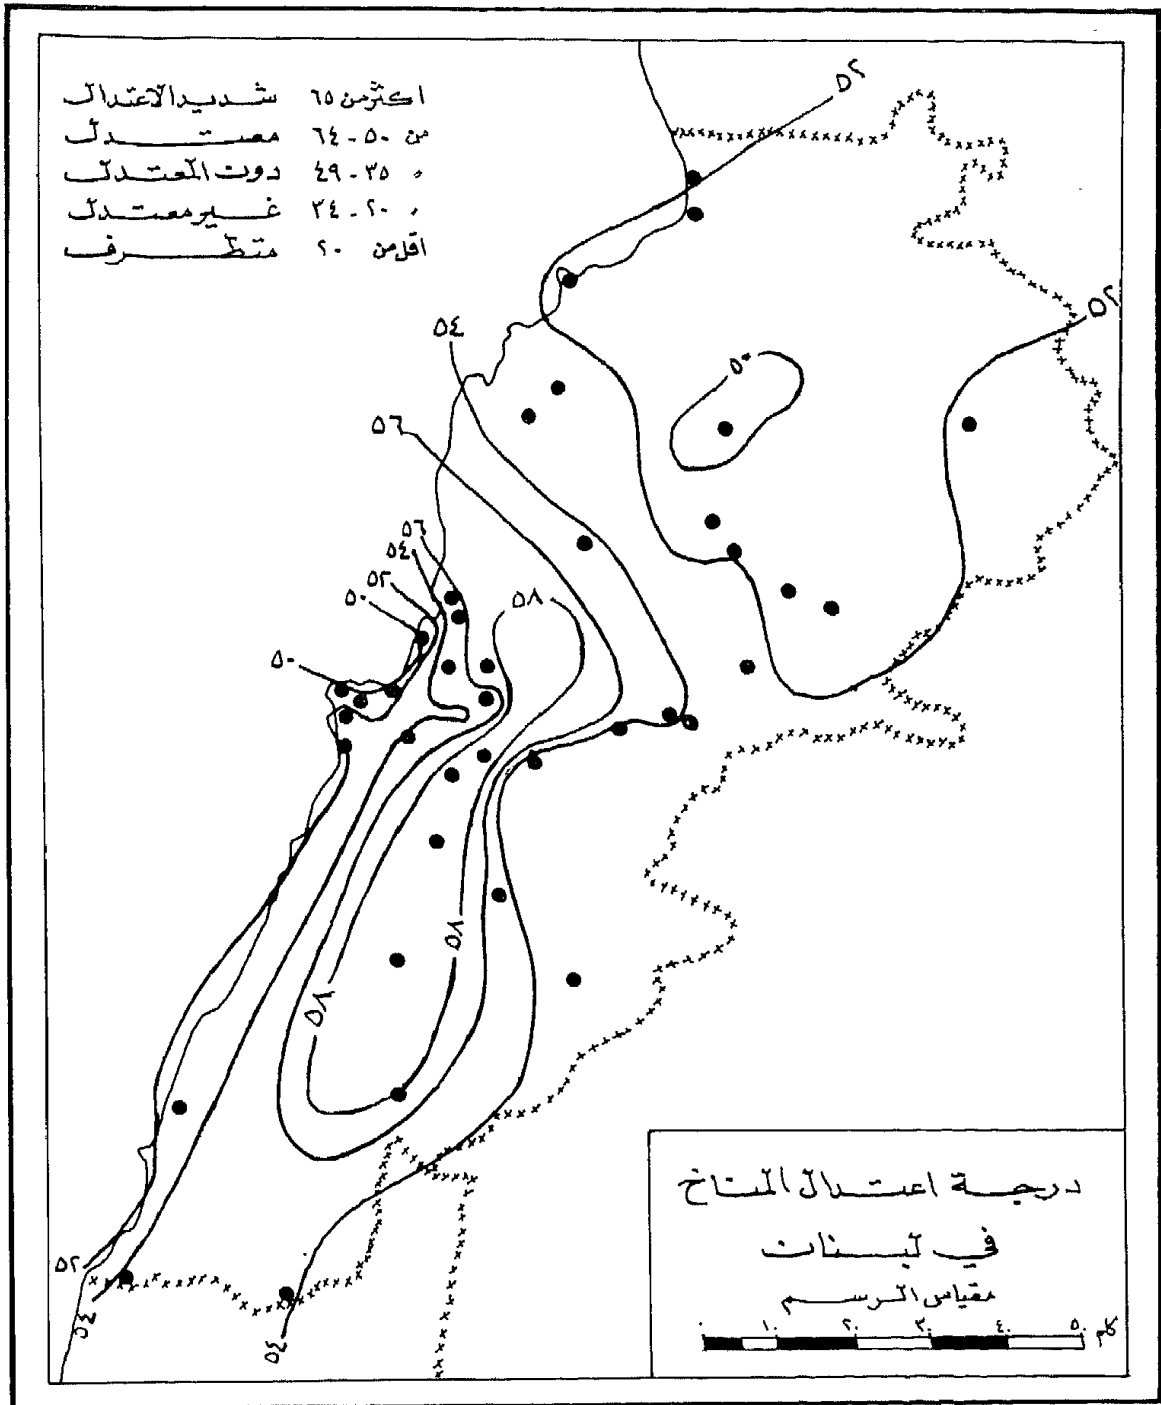 اكثر من ٦٥ شديد الاعتدال
من ٥٠ - ٦٤ معتدل
" ٣٥ - ٤٩ دون المعتدل
" ٢٠ - ٣٤ غير معتدل
اقل من ٢٠ متطرف
٥٢
٥٢
٥٤
٥٠
٥٦
٥٦
٥٤
٥٢
٥٠
٥٨
٥٠
٧٥
٥٨
٥٢
٥٤
٥٤
درجة اعتدال المناخ
في لبنان
مقياس الرسم
٠ ١٠ ٢٠ ٣٠ ٤٠ ٥٠ كم